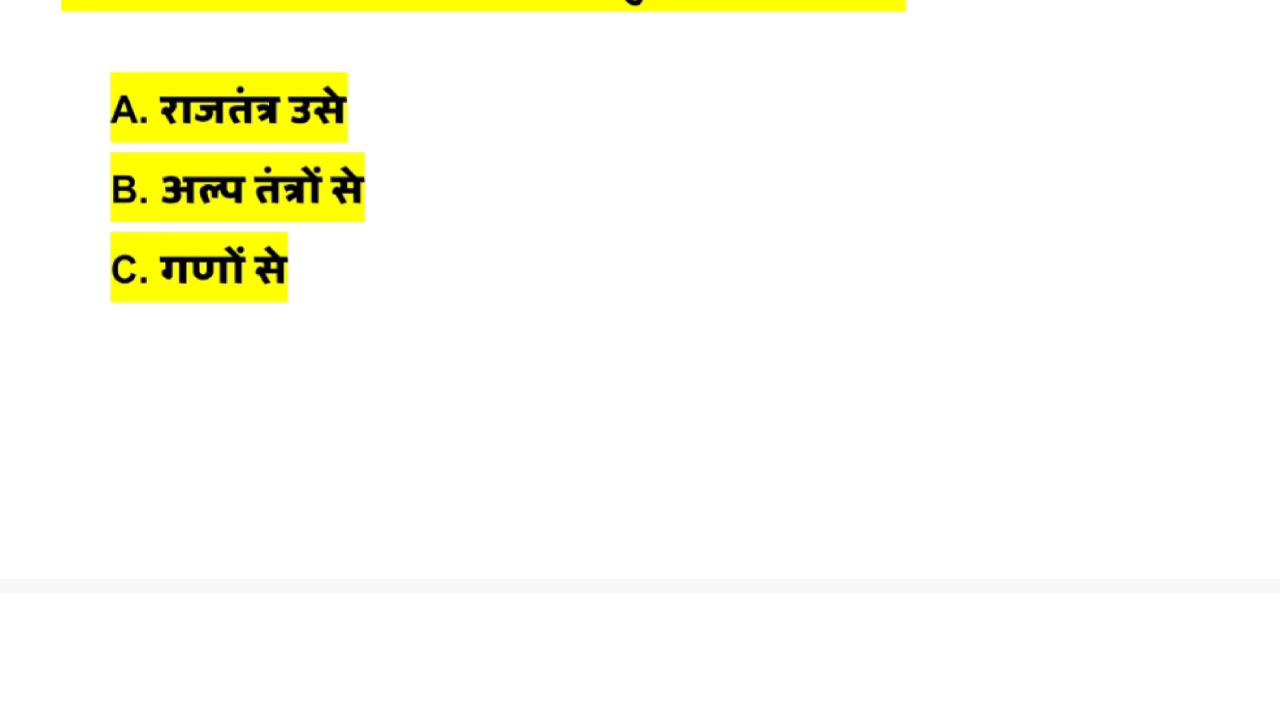 A. राजतंत्र उसे
B. अल्प तंत्रों से
C. गणों से